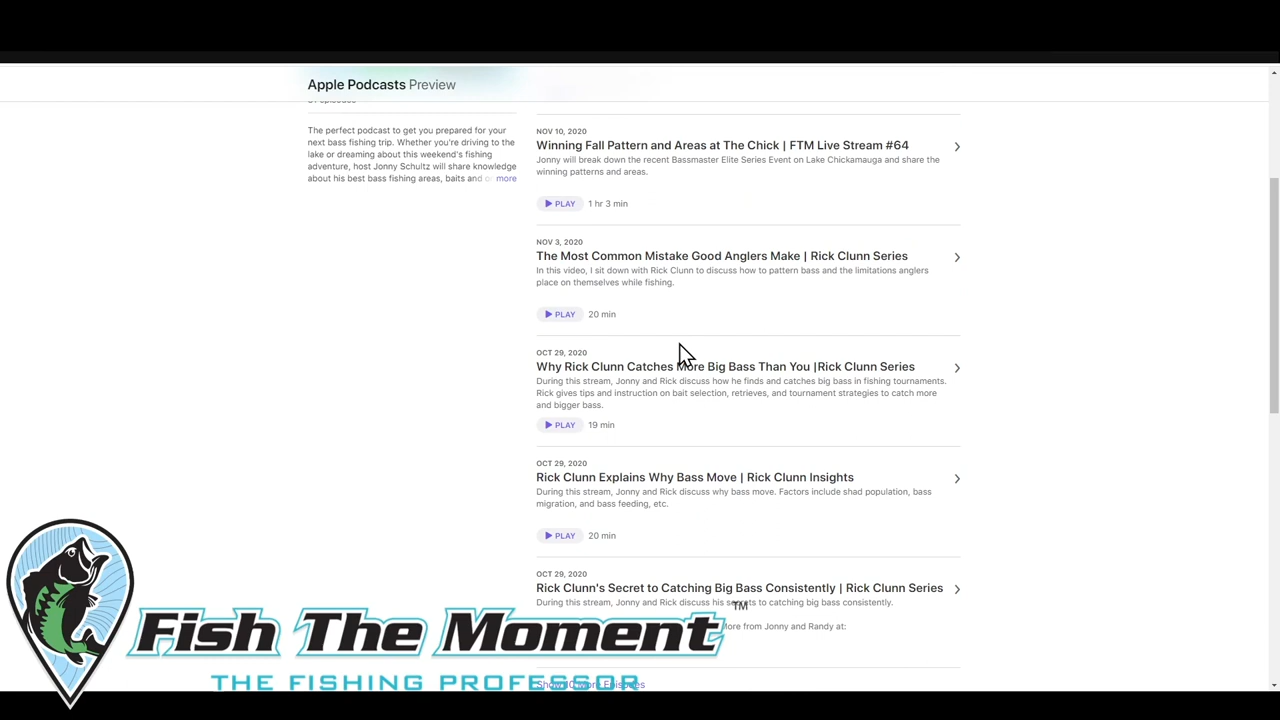 Apple Podcasts Preview
The perfect podcast to get you prepared for your
next bass fishing trip. Whether you're driving to the
lake or dreaming about this weekend's fishing
adventure, host Jonny Schultz will share knowledge
about his best bass fishing areas, baits and more
NOV 10, 2020
Winning Fall Pattern and Areas at The Chick | FTM Live Stream #64
Jonny will break down the recent Bassmaster Elite Series Event on Lake Chickamauga and share the
winning patterns and areas.
PLAY 1 hr 3 min
NOV 3, 2020
The Most Common Mistake Good Anglers Make | Rick Clunn Series
In this video, I sit down with Rick Clunn to discuss how to pattern bass and the limitations anglers
place on themselves while fishing.
PLAY 20 min
OCT 29, 2020
Why Rick Clunn Catches More Big Bass Than You |Rick Clunn Series
During this stream, Jonny and Rick discuss how he finds and catches big bass in fishing tournaments.
Rick gives tips and instruction on bait selection, retrieves, and tournament strategies to catch more
and bigger bass.
PLAY 19 min
OCT 29, 2020
Rick Clunn Explains Why Bass Move | Rick Clunn Insights
During this stream, Jonny and Rick discuss why bass move. Factors include shad population, bass
migration, and bass feeding, etc.
PLAY 20 min
OCT 29, 2020
Rick Clunn's Secret to Catching Big Bass Consistently | Rick Clunn Series
During this stream, Jonny and Rick discuss his secrets to catching big bass consistently.
More from Jonny and Randy at:
Fish The Moment™
THE FISHING PROFESSOR
Show 10 More Episodes